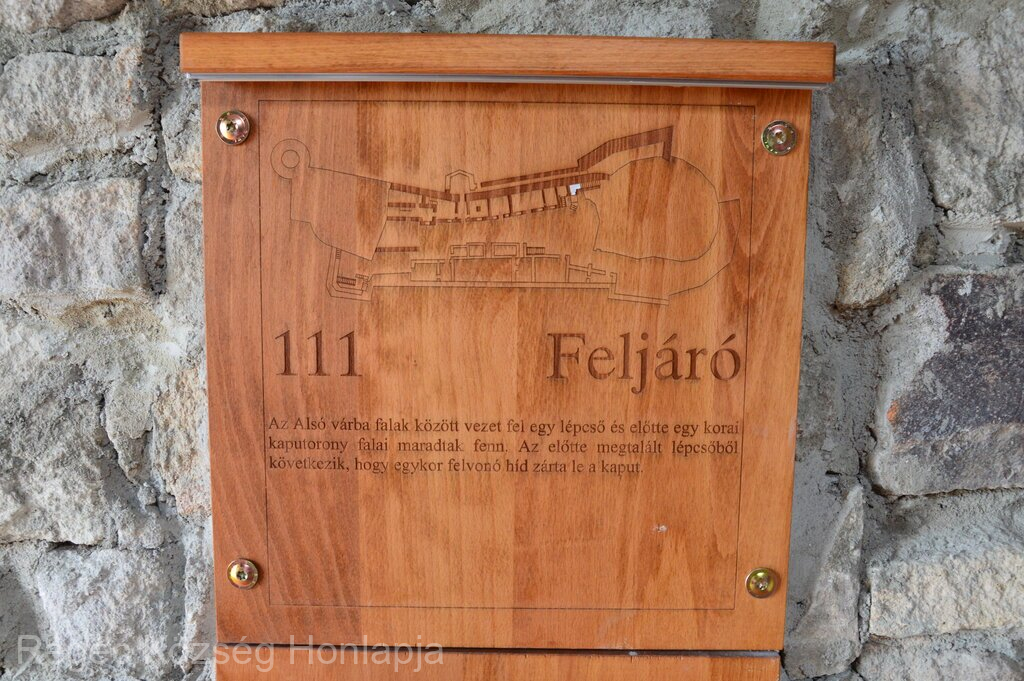 111 Feljáró
Az Alsó várba falak között vezet fel egy lépcső és előtte egy korai
kaputorony falai maradtak fenn. Az előtte megtalált lépcsőből
következik, hogy egykor felvonó híd zárta le a kaput.
Község Honlapja